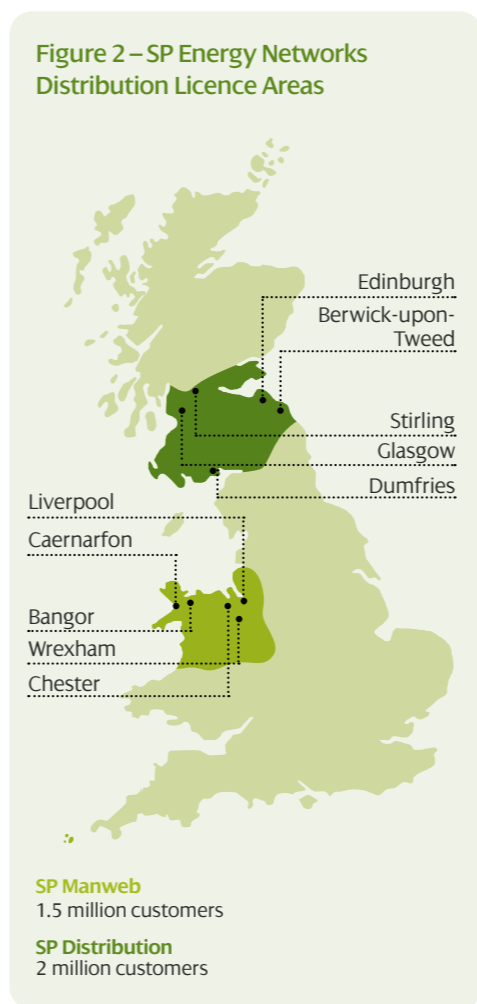 Figure 2 – SP Energy Networks
Distribution Licence Areas
Edinburgh
Berwick-upon-
Tweed
Stirling
Glasgow
Dumfries
Liverpool
Caernarfon
Bangor
Wrexham
Chester
SP Manweb
1.5 million customers
SP Distribution
2 million customers